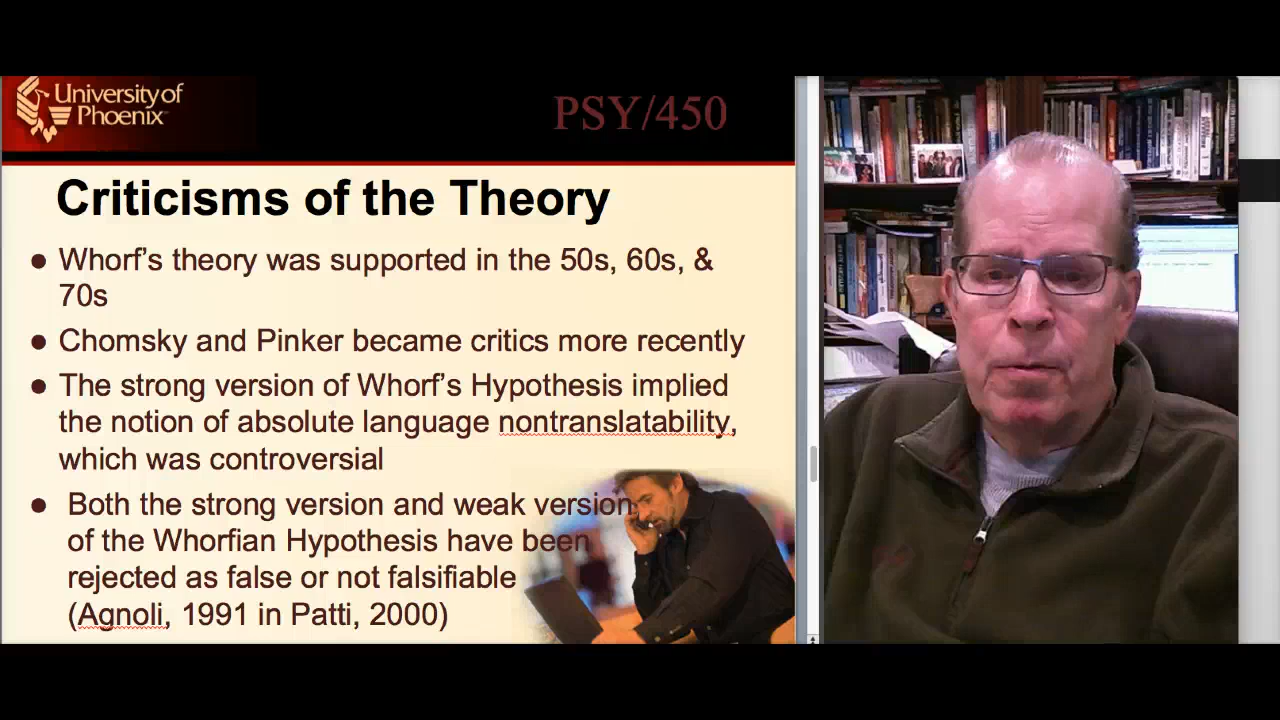 University of
Phoenix
PSY/450
Criticisms of the Theory
● Whorf's theory was supported in the 50s, 60s, &
70s
● Chomsky and Pinker became critics more recently
● The strong version of Whorf's Hypothesis implied
the notion of absolute language nontranslatability,
which was controversial
● Both the strong version and weak version
of the Whorfian Hypothesis have been
rejected as false or not falsifiable
(Agnoli, 1991 in Patti, 2000)